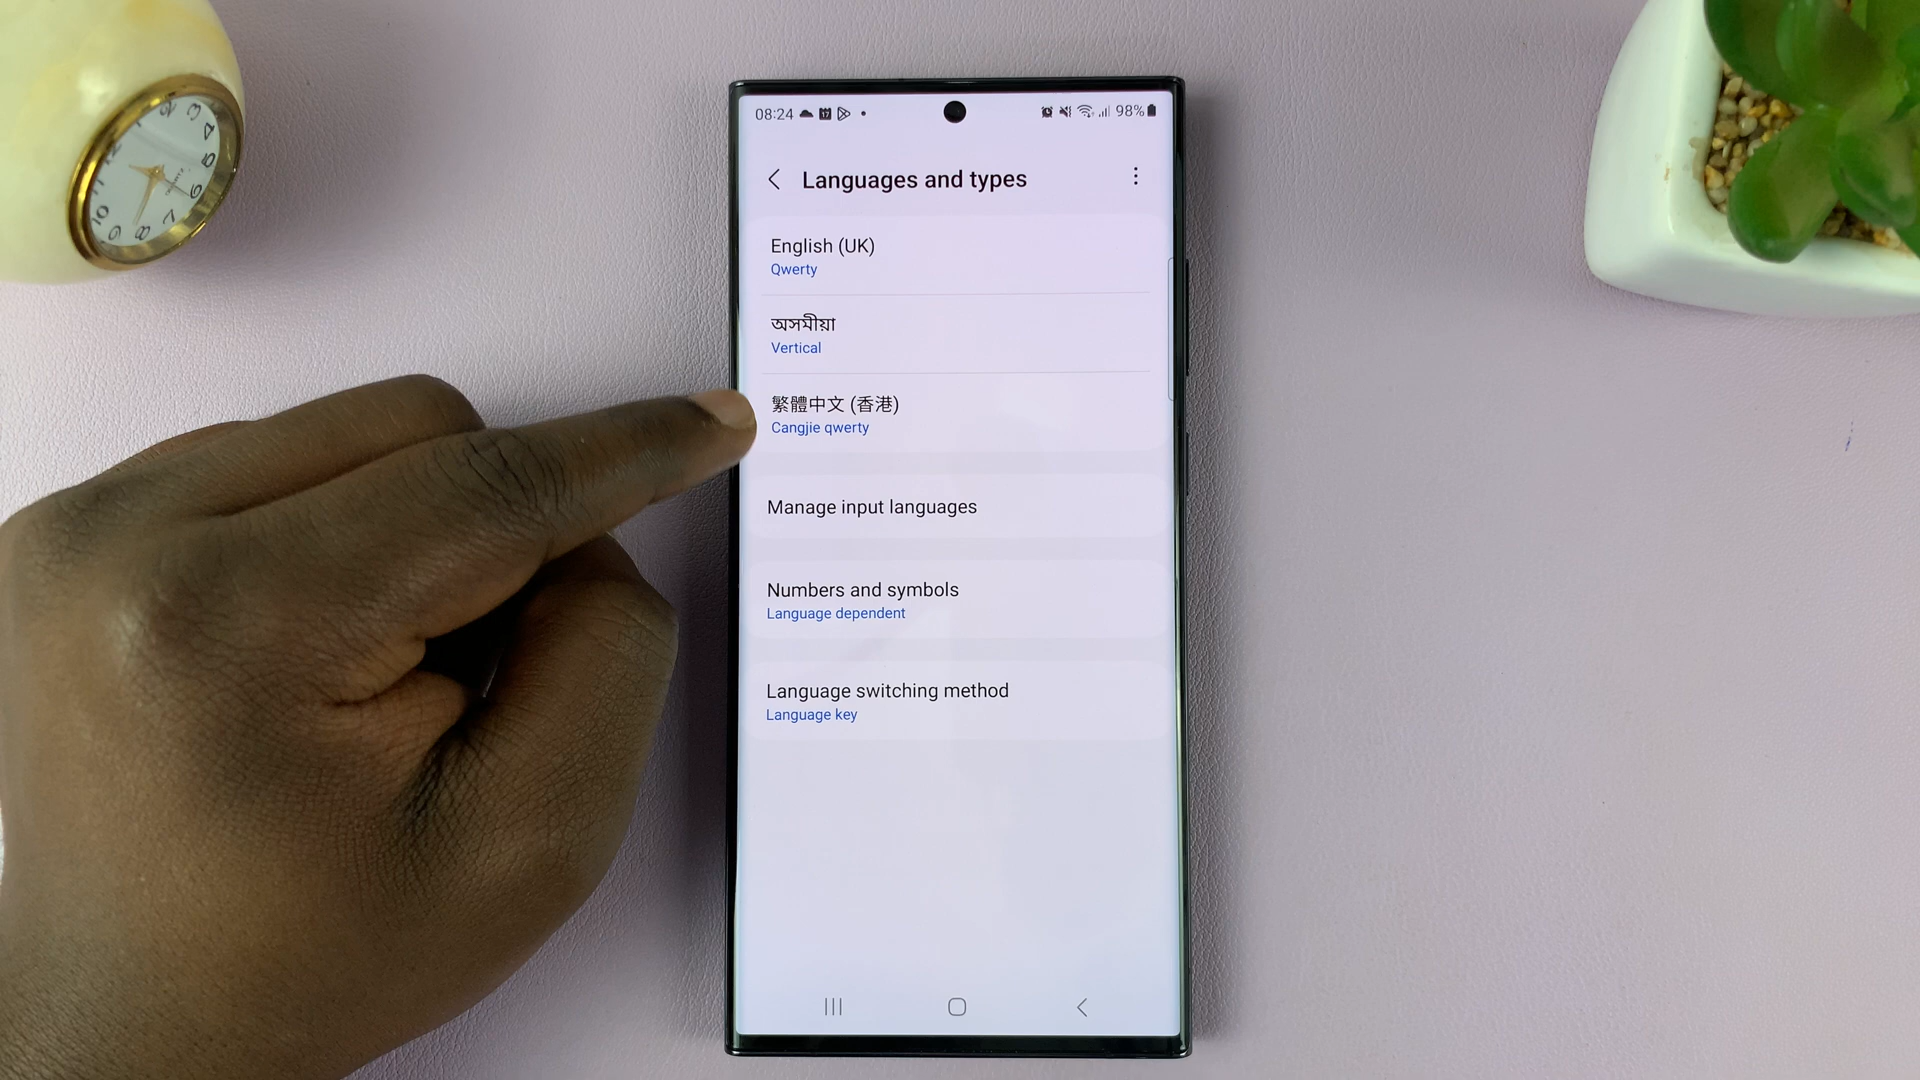 08:24
98%
Languages and types
English (UK)
Qwerty
অসমীয়া
Vertical
繁體中文 (香港)
Cangjie qwerty
Manage input languages
Numbers and symbols
Language dependent
Language switching method
Language key